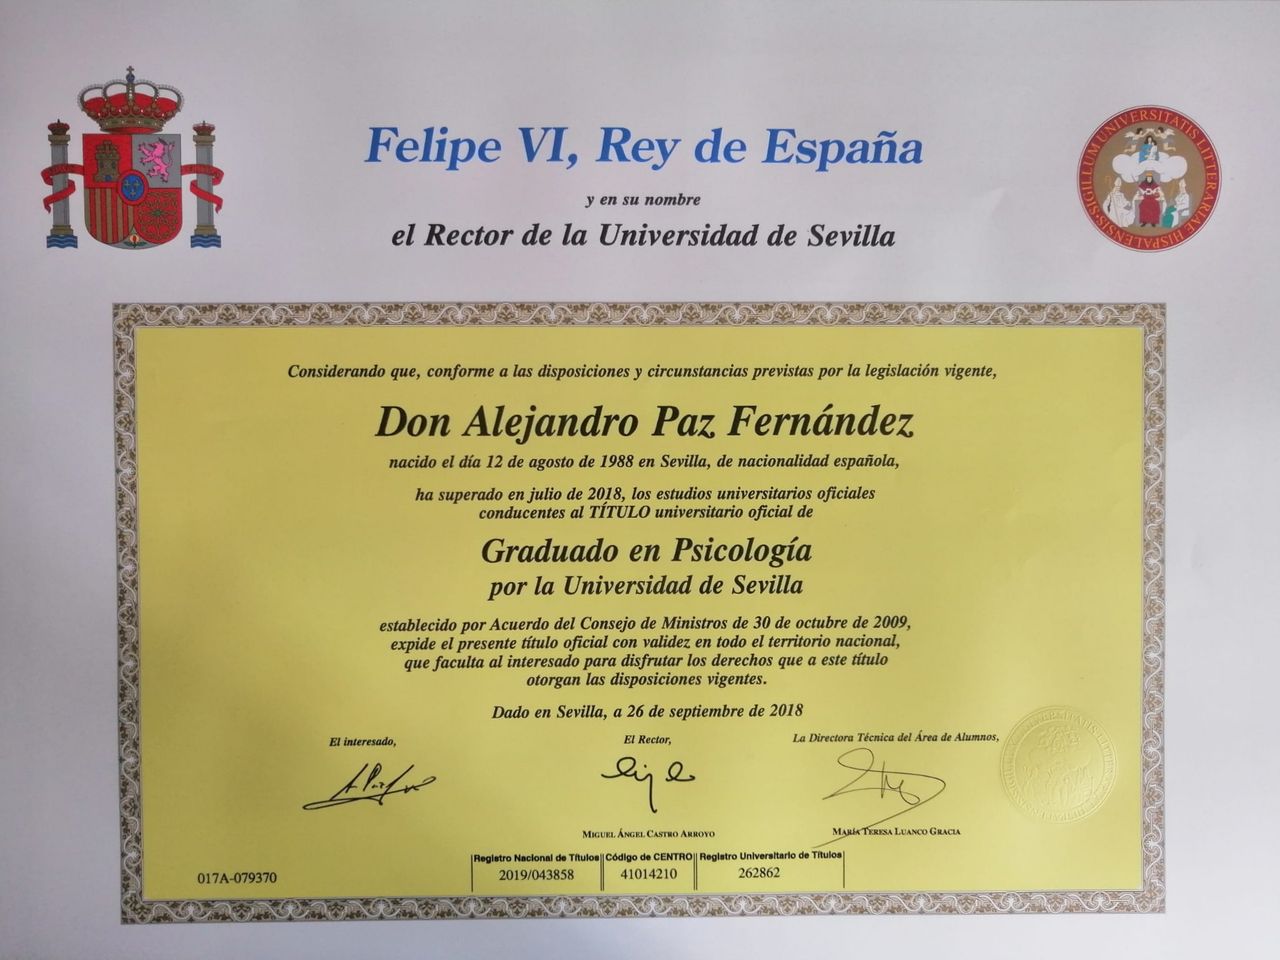 Felipe VI, Rey de España
y en su nombre
el Rector de la Universidad de Sevilla
SIGILLUM UNIVERSITATIS LITTERARIAE HISPALENSIS
Considerando que, conforme a las disposiciones y circunstancias previstas por la legislación vigente,
Don Alejandro Paz Fernández
nacido el día 12 de agosto de 1988 en Sevilla, de nacionalidad española,
ha superado en julio de 2018, los estudios universitarios oficiales
conducentes al TÍTULO universitario oficial de
Graduado en Psicología
por la Universidad de Sevilla
establecido por Acuerdo del Consejo de Ministros de 30 de octubre de 2009,
expide el presente título oficial con validez en todo el territorio nacional,
que faculta al interesado para disfrutar los derechos que a este título
otorgan las disposiciones vigentes.
Dado en Sevilla, a 26 de septiembre de 2018
El interesado, El Rector, La Directora Técnica del Área de Alumnos,
MIGUEL ÁNGEL CASTRO ARROYO MARÍA TERESA LUANCO GRACIA
Registro Nacional de Títulos Código de CENTRO Registro Universitario de Títulos
017A-079370 2019/043858 41014210 262862